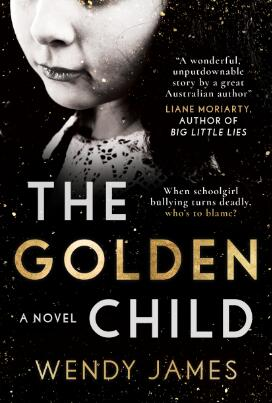 "A wonderful,
unputdownable
story by a great
Australian author"
LIANE MORIARTY,
AUTHOR OF
BIG LITTLE LIES
THE
When schoolgirl
bullying turns deadly,
who's to blame?
GOLDEN
A NOVEL
CHILD
WENDY JAMES